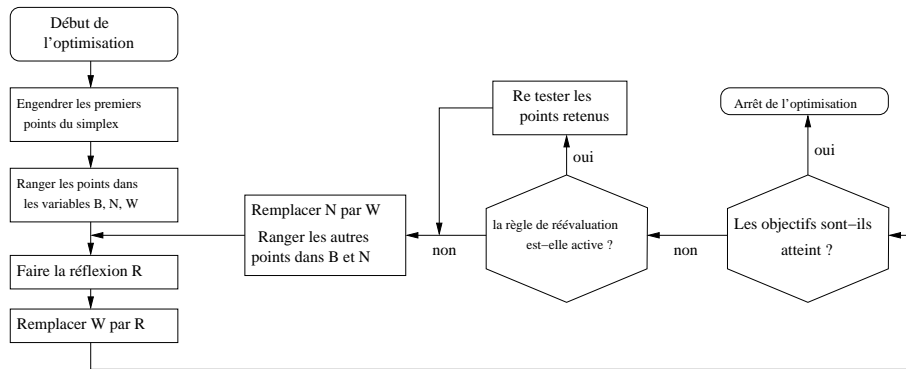 Début de
l'optimisation
Engendrer les premiers
points du simplex
Ranger les points dans
les variables B, N, W
Faire la réflexion R
Remplacer W par R
Remplacer N par W
Ranger les autres
points dans B et N
Re tester les
points retenus
oui
la règle de réévaluation
est−elle active ?
non
Arrêt de l'optimisation
oui
Les objectifs sont−ils
atteint ?
non